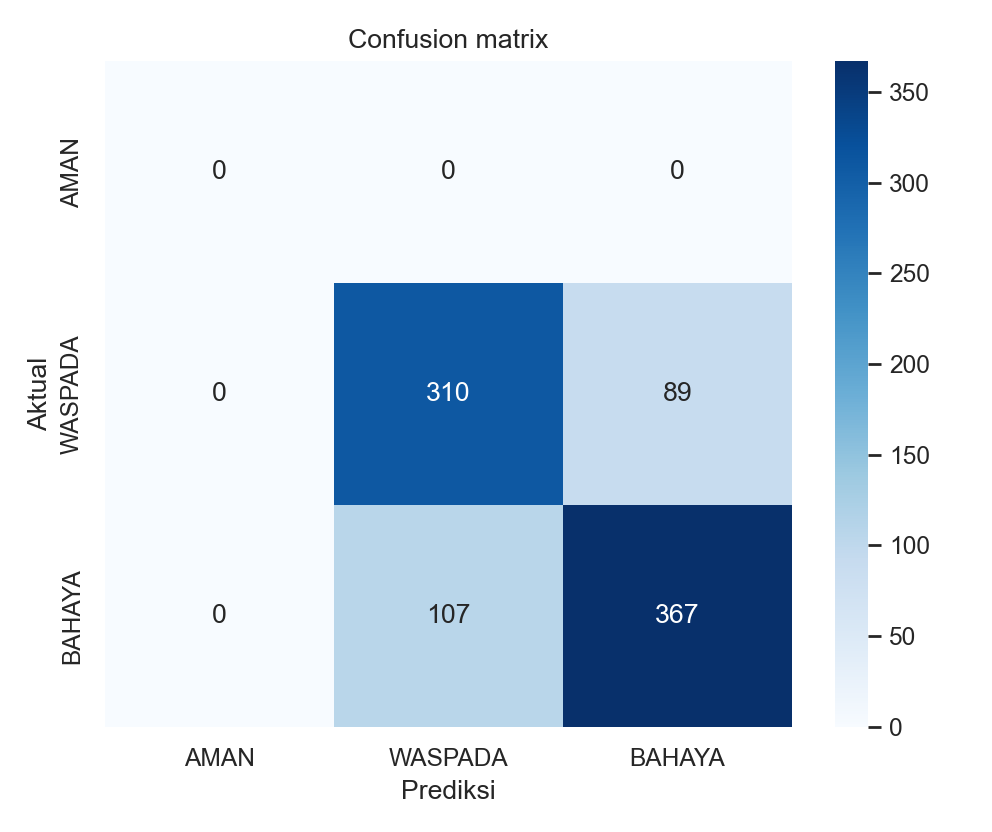 Confusion matrix
AMAN
WASPADA
BAHAYA
Aktual
0 0 0
0 310 89
0 107 367
AMAN WASPADA BAHAYA
Prediksi
350
300
250
200
150
100
50
0